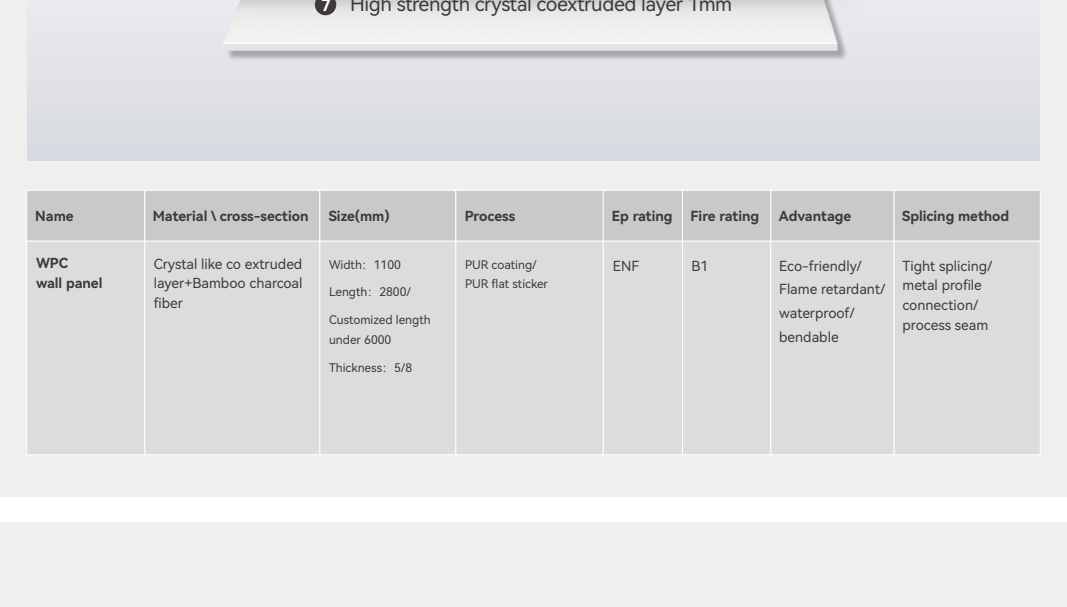 7 High strength crystal coextruded layer 1mm
Name
Material \ cross-section
Size(mm)
Process
Ep rating
Fire rating
Advantage
Splicing method
WPC
wall panel
Crystal like co extruded
layer+Bamboo charcoal
fiber
Width: 1100
Length: 2800/
Customized length
under 6000
Thickness: 5/8
PUR coating/
PUR flat sticker
ENF
B1
Eco-friendly/
Flame retardant/
waterproof/
bendable
Tight splicing/
metal profile
connection/
process seam